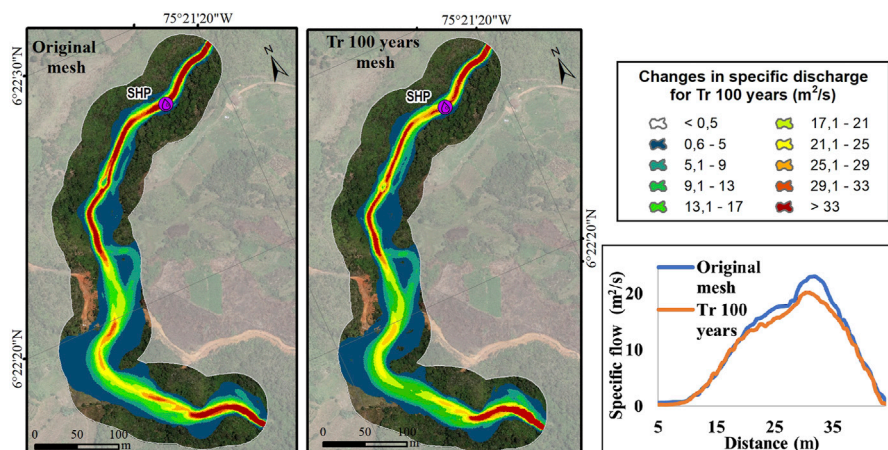 75°21'20"W
75°21'20"W
Original
mesh
Tr 100 years
mesh
N
N
6°22'30"N
SHP
SHP
6°22'20"N
6°22'20"N
0 50 100
m
0 50 100
m
Changes in specific discharge
for Tr 100 years (m²/s)
< 0,5
0,6 - 5
5,1 - 9
9,1 - 13
13,1 - 17
17,1 - 21
21,1 - 25
25,1 - 29
29,1 - 33
> 33
Specific flow (m²/s)
20
10
0
Original
mesh
Tr 100
years
5 15 25 35
Distance (m)